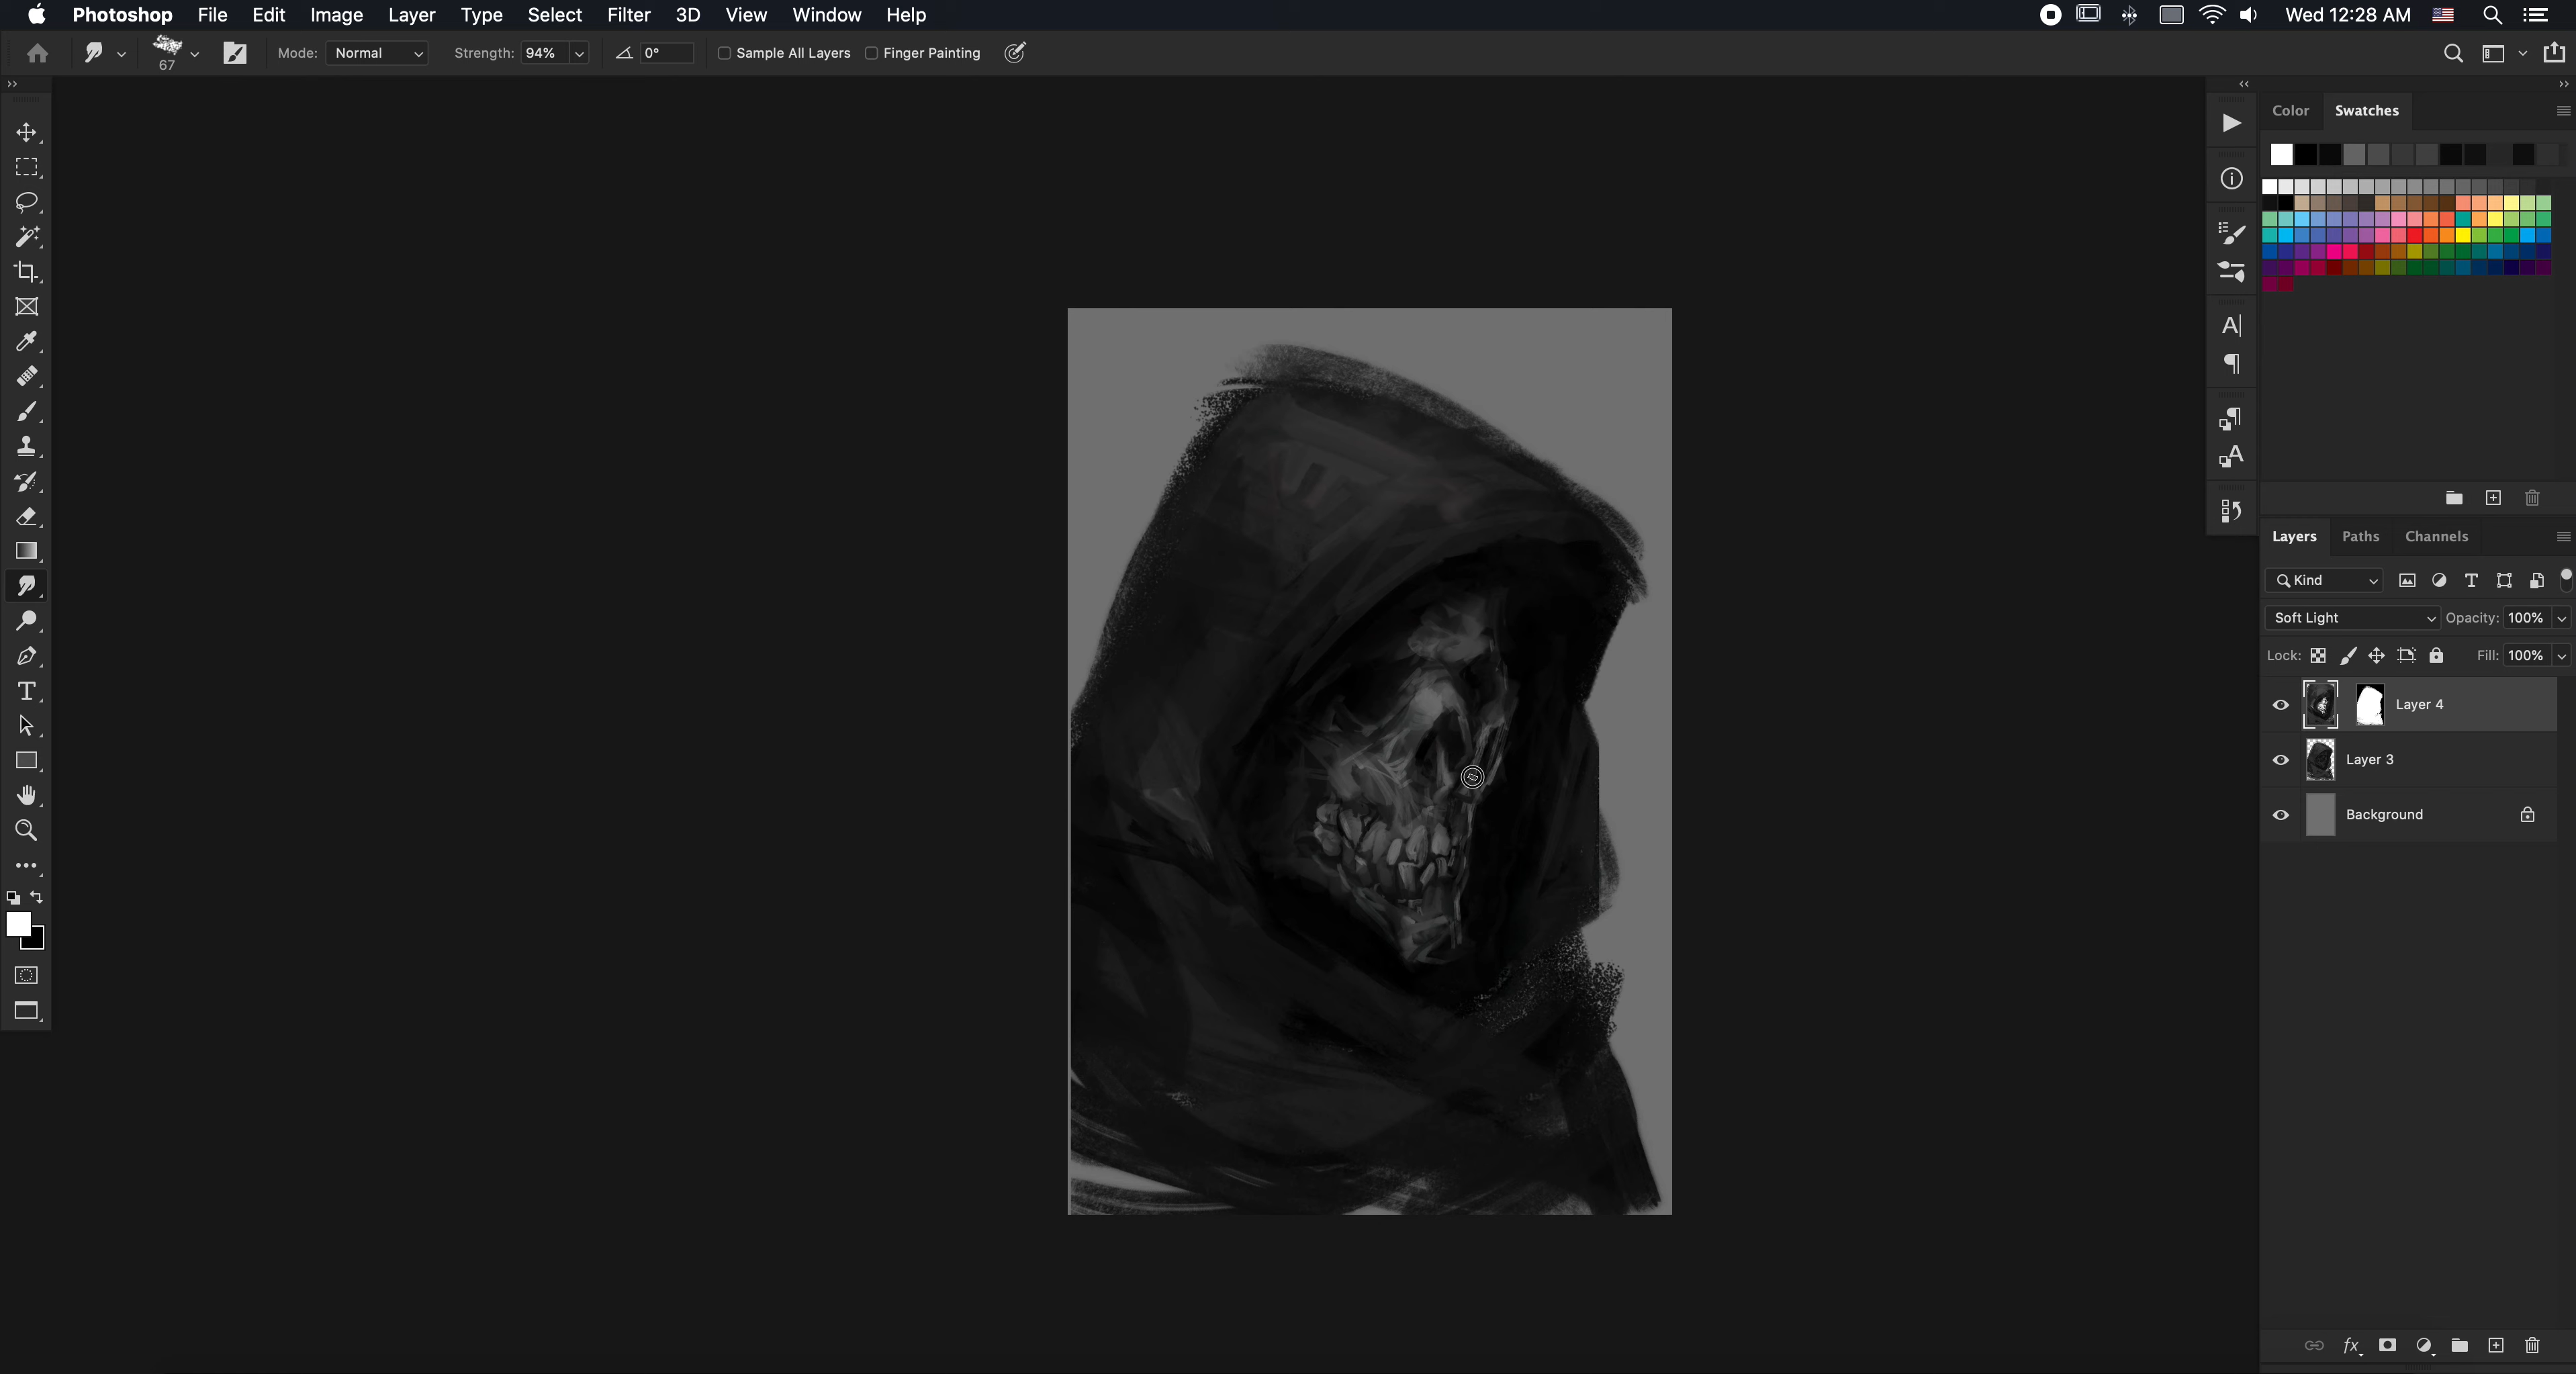 Photoshop File Edit Image Layer Type Select Filter 3D View Window Help Wed 12:28 AM
67 Mode: Normal Strength: 94% 0° Sample All Layers Finger Painting
Color Swatches
Layers Paths Channels
Kind
Soft Light Opacity: 100%
Lock: Fill: 100%
Layer 4
Layer 3
Background
fx